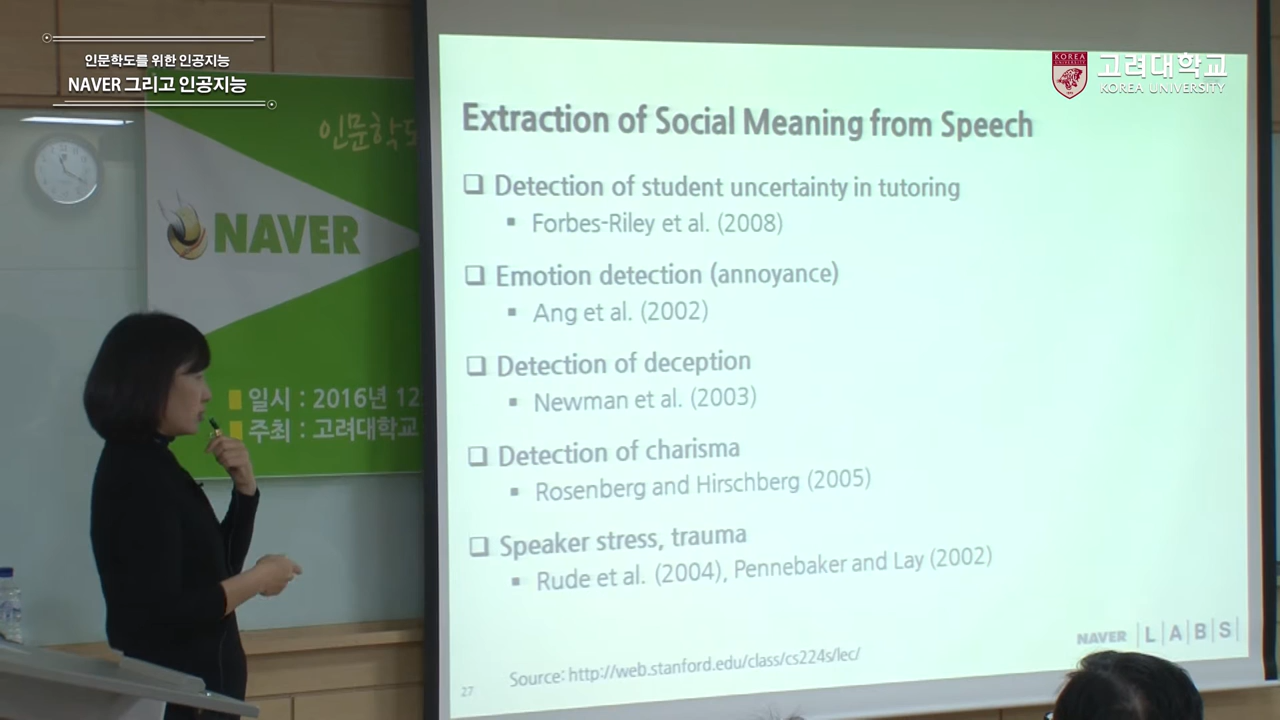 인문학도를 위한 인공지능
NAVER 그리고 인공지능
KOREA
UNIVERSITY
고려대학교
KOREA UNIVERSITY
인문학도
NAVER
일시 : 2016년 12
주최 : 고려대학교
Extraction of Social Meaning from Speech
❑ Detection of student uncertainty in tutoring
▪ Forbes-Riley et al. (2008)
❑ Emotion detection (annoyance)
▪ Ang et al. (2002)
❑ Detection of deception
▪ Newman et al. (2003)
❑ Detection of charisma
▪ Rosenberg and Hirschberg (2005)
❑ Speaker stress, trauma
▪ Rude et al. (2004), Pennebaker and Lay (2002)
NAVER LABS
Source: http://web.stanford.edu/class/cs224s/lec/
27